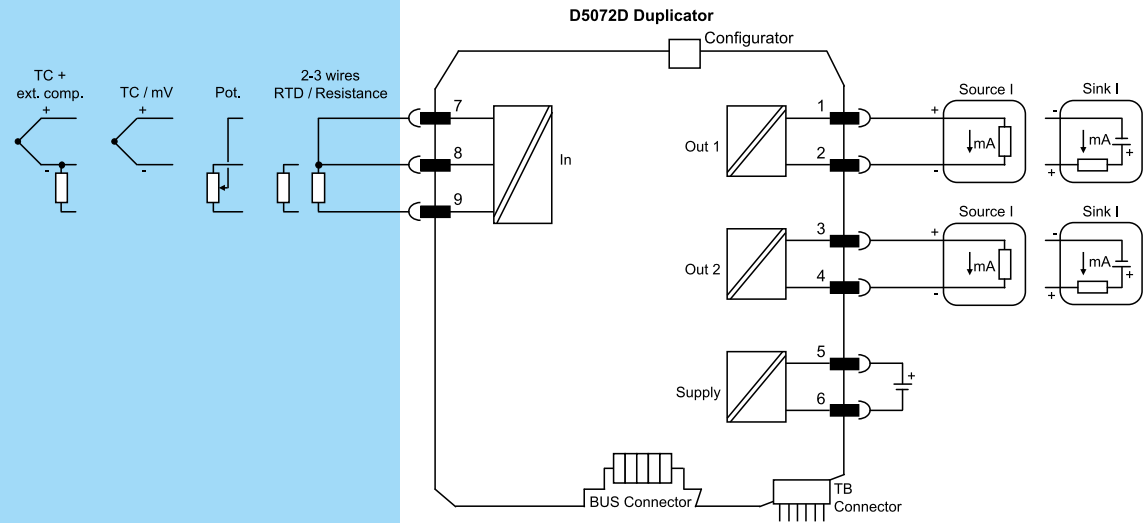 D5072D Duplicator
Configurator
TC +
ext. comp.
+
-
TC / mV
+
-
Pot.
2-3 wires
RTD / Resistance
7
8
9
In
Out 1
1
2
+
-
Source I
mA
Sink I
-
+
mA
+
Out 2
3
4
+
-
Source I
mA
Sink I
-
+
mA
+
Supply
5
6
+
BUS Connector
TB
Connector